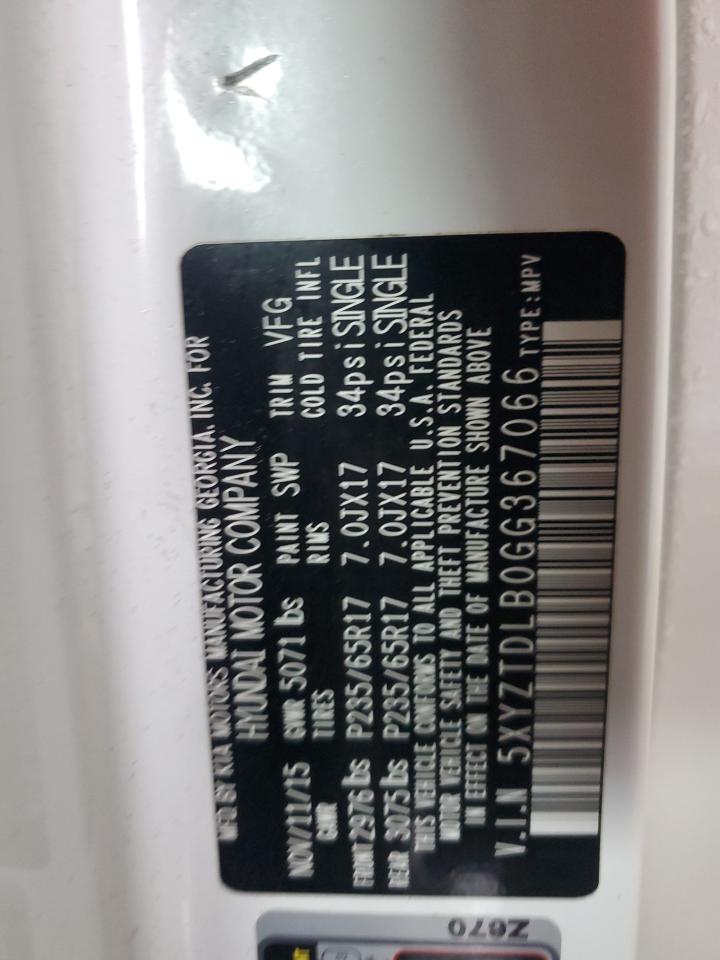 MFD BY KIA MOTORS MANUFACTURING GEORGIA, INC. FOR
HYUNDAI MOTOR COMPANY
NOV/11/15 GVWR 5071 lbs PAINT SWP TRIM VFG
GAWR TIRES RIMS COLD TIRE INFL
FRONT 2976 lbs P235/65R17 7.0JX17 34psi SINGLE
REAR 3075 lbs P235/65R17 7.0JX17 34psi SINGLE
THIS VEHICLE CONFORMS TO ALL APPLICABLE U.S.A. FEDERAL
MOTOR VEHICLE SAFETY AND THEFT PREVENTION STANDARDS
IN EFFECT ON THE DATE OF MANUFACTURE SHOWN ABOVE
V.I.N 5XYZTDLB0GG367066 TYPE:MPV
Z670